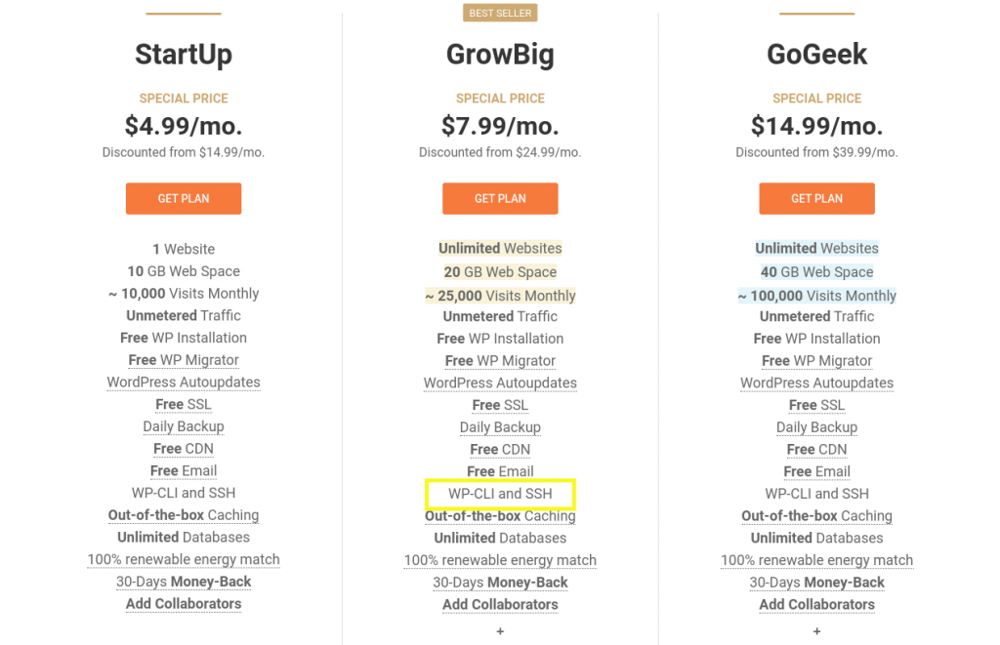 StartUp
SPECIAL PRICE
$4.99/mo.
Discounted from $14.99/mo.
GET PLAN
1 Website
10 GB Web Space
~ 10,000 Visits Monthly
Unmetered Traffic
Free WP Installation
Free WP Migrator
WordPress Autoupdates
Free SSL
Daily Backup
Free CDN
Free Email
WP-CLI and SSH
Out-of-the-box Caching
Unlimited Databases
100% renewable energy match
30-Days Money-Back
Add Collaborators
BEST SELLER
GrowBig
SPECIAL PRICE
$7.99/mo.
Discounted from $24.99/mo.
GET PLAN
Unlimited Websites
20 GB Web Space
~ 25,000 Visits Monthly
Unmetered Traffic
Free WP Installation
Free WP Migrator
WordPress Autoupdates
Free SSL
Daily Backup
Free CDN
Free Email
WP-CLI and SSH
Out-of-the-box Caching
Unlimited Databases
100% renewable energy match
30-Days Money-Back
Add Collaborators
+
GoGeek
SPECIAL PRICE
$14.99/mo.
Discounted from $39.99/mo.
GET PLAN
Unlimited Websites
40 GB Web Space
~ 100,000 Visits Monthly
Unmetered Traffic
Free WP Installation
Free WP Migrator
WordPress Autoupdates
Free SSL
Daily Backup
Free CDN
Free Email
WP-CLI and SSH
Out-of-the-box Caching
Unlimited Databases
100% renewable energy match
30-Days Money-Back
Add Collaborators
+